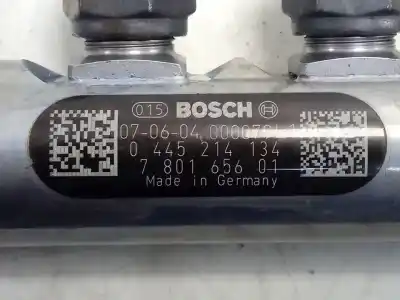 015 BOSCH
07-06-04
0 445 214 134
7 801 656 01
Made in Germany